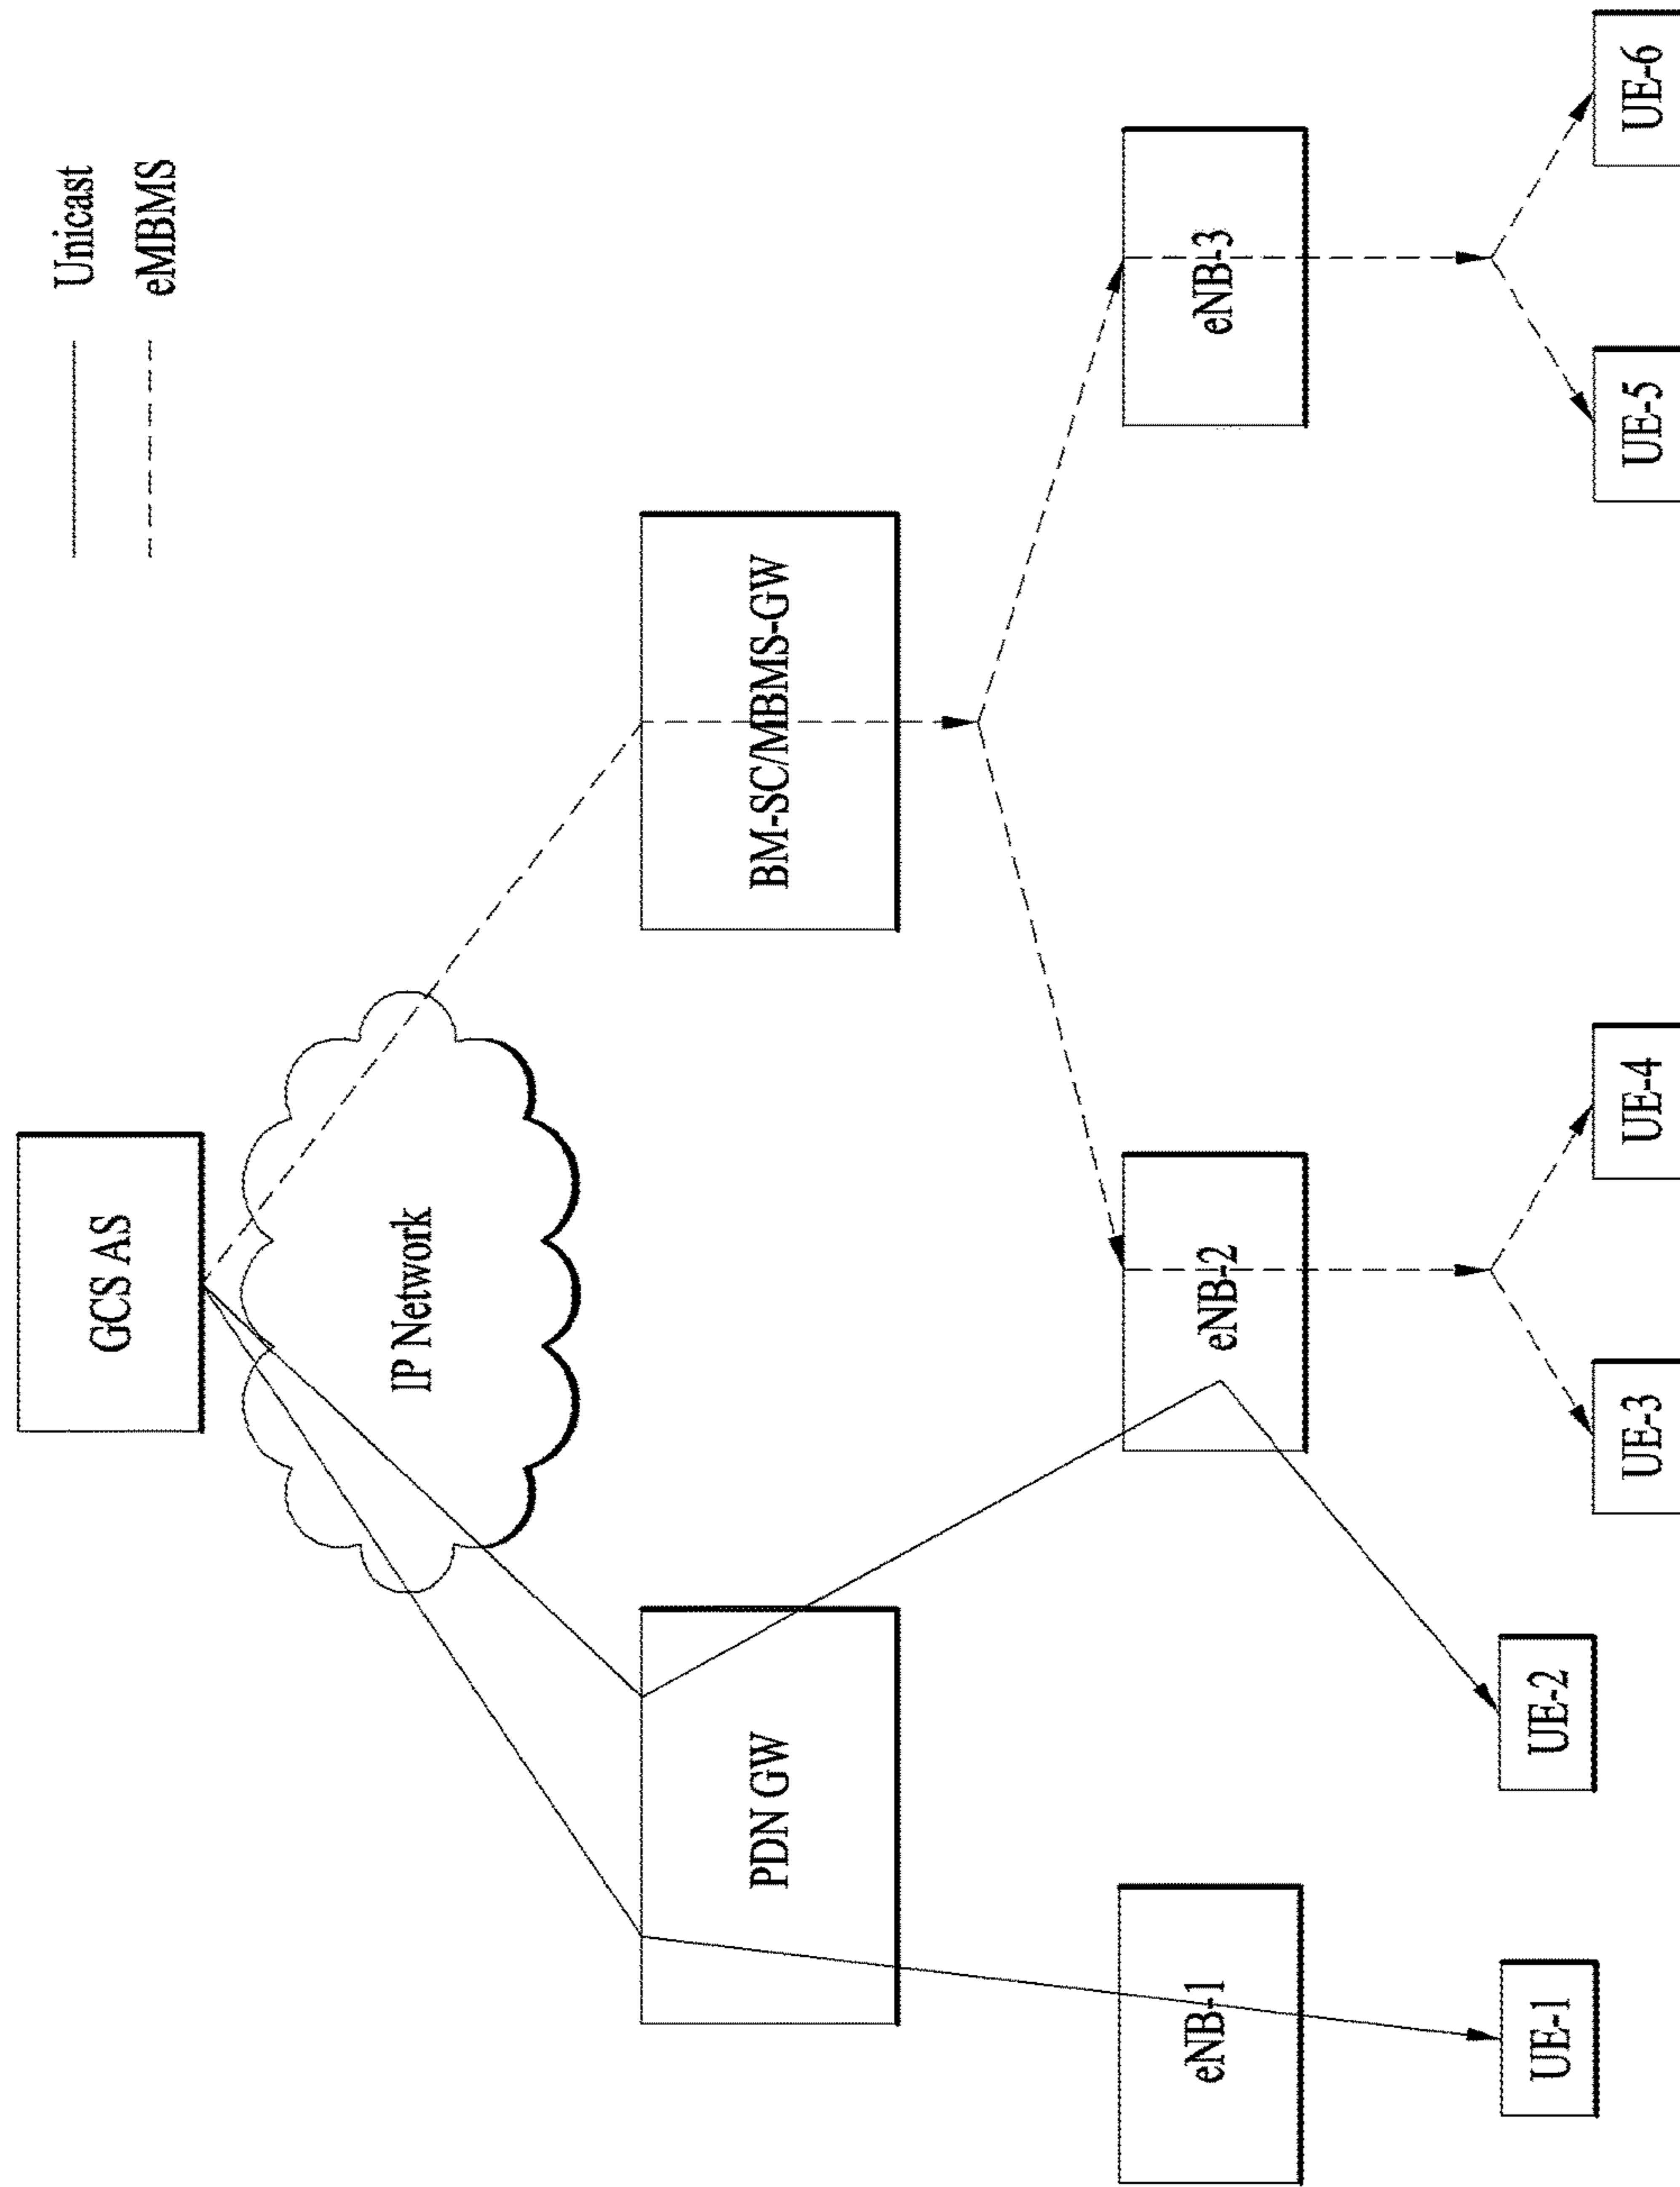 Unicast
eMBMS
GCS AS
IP Network
PDN GW
BM-SC/MBMS-GW
eNB-1
eNB-2
eNB-3
UE-1
UE-2
UE-3
UE-4
UE-5
UE-6